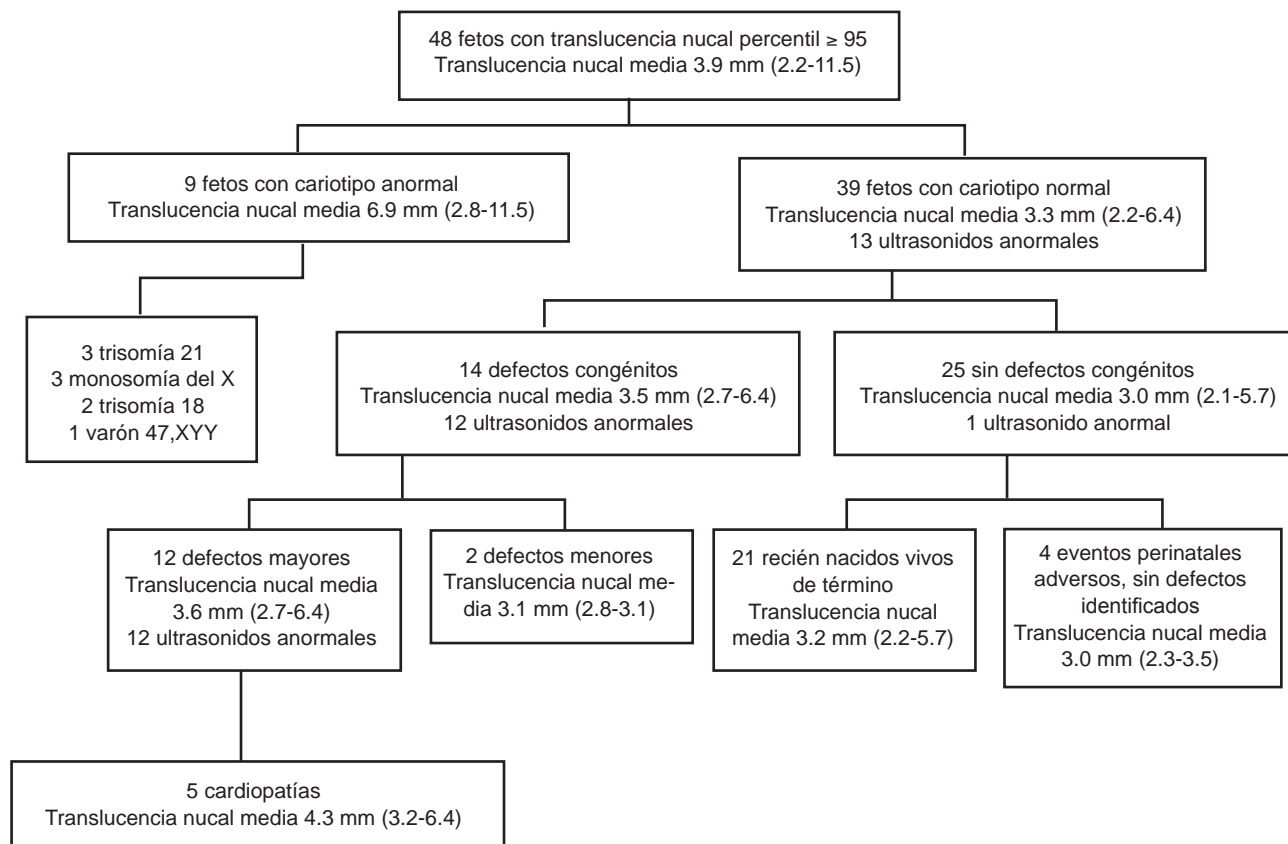 48 fetos con translucencia nucal percentil ≥ 95
Translucencia nucal media 3.9 mm (2.2-11.5)
9 fetos con cariotipo anormal
Translucencia nucal media 6.9 mm (2.8-11.5)
39 fetos con cariotipo normal
Translucencia nucal media 3.3 mm (2.2-6.4)
13 ultrasonidos anormales
3 trisomía 21
3 monosomía del X
2 trisomía 18
1 varón 47,XYY
14 defectos congénitos
Translucencia nucal media 3.5 mm (2.7-6.4)
12 ultrasonidos anormales
25 sin defectos congénitos
Translucencia nucal media 3.0 mm (2.1-5.7)
1 ultrasonido anormal
12 defectos mayores
Translucencia nucal media
3.6 mm (2.7-6.4)
12 ultrasonidos anormales
2 defectos menores
Translucencia nucal me-
dia 3.1 mm (2.8-3.1)
21 recién nacidos vivos
de término
Translucencia nucal
media 3.2 mm (2.2-5.7)
4 eventos perinatales
adversos, sin defectos
identificados
Translucencia nucal media
3.0 mm (2.3-3.5)
5 cardiopatías
Translucencia nucal media 4.3 mm (3.2-6.4)